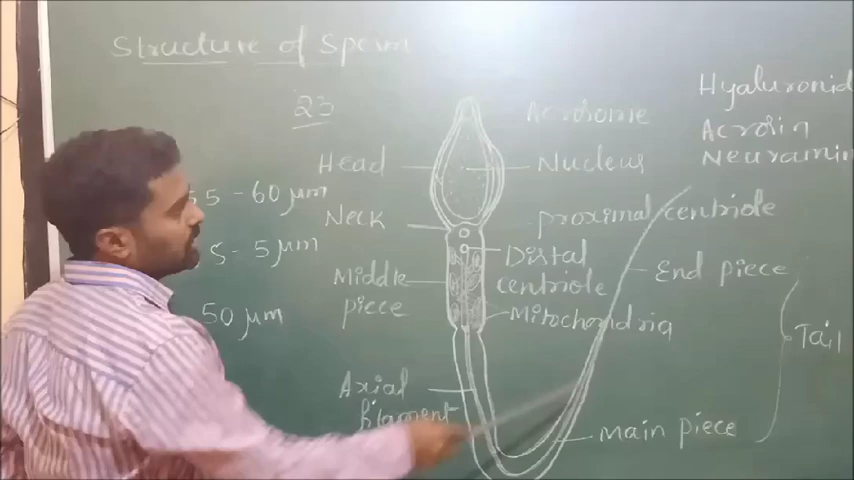 Structure of Sperm
23
Acrosome
Hyaluronid
Acrosin
Neuramin
Head
Nucleus
55 - 60 μm
Neck
proximal centriole
5 - 5 μm
Distal
centriole
End piece
Middle
piece
Mitochondria
50 μm
Tail
Axial
filament
Main piece